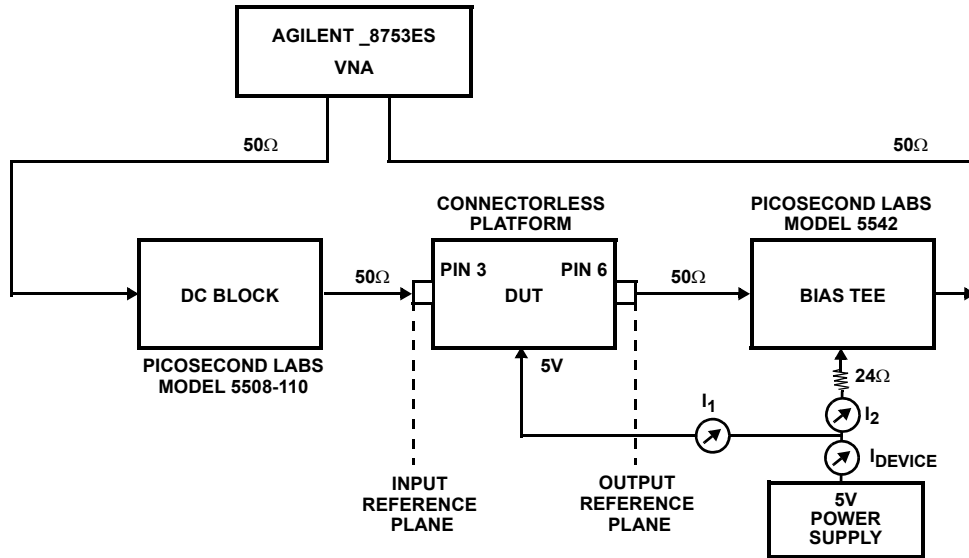 AGILENT _8753ES
VNA
50Ω
50Ω
CONNECTORLESS
PLATFORM
PICOSECOND LABS
MODEL 5542
DC BLOCK
50Ω
PIN 3
PIN 6
DUT
50Ω
BIAS TEE
PICOSECOND LABS
MODEL 5508-110
5V
24Ω
I1
I2
IDEVICE
INPUT
REFERENCE
PLANE
OUTPUT
REFERENCE
PLANE
5V
POWER
SUPPLY